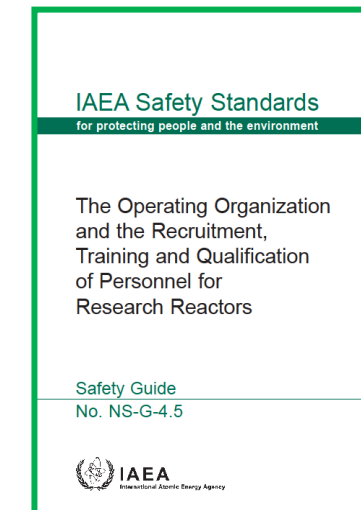 IAEA Safety Standards
for protecting people and the environment
The Operating Organization
and the Recruitment,
Training and Qualification
of Personnel for
Research Reactors
Safety Guide
No. NS-G-4.5
IAEA
International Atomic Energy Agency